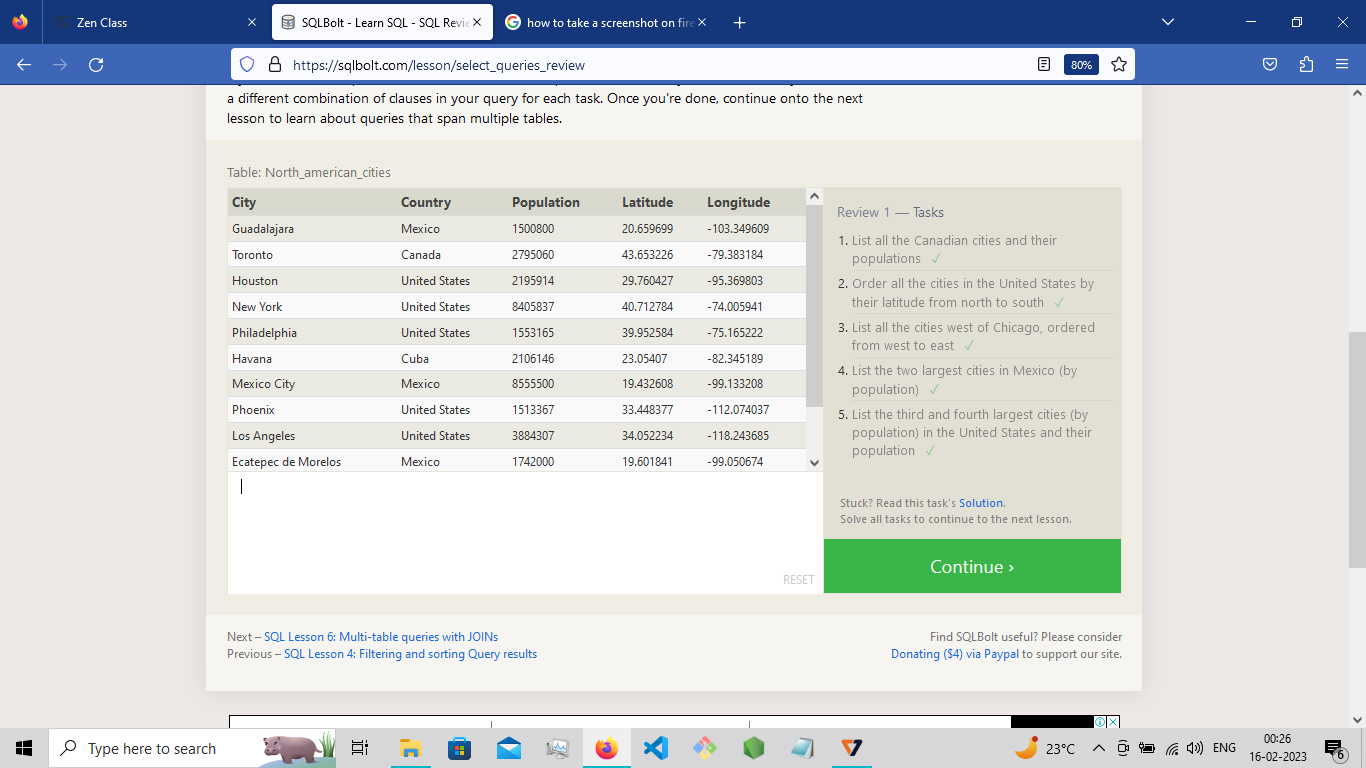 Zen Class
SQLBolt - Learn SQL - SQL Revie
how to take a screenshot on fire
https://sqlbolt.com/lesson/select_queries_review
80%
a different combination of clauses in your query for each task. Once you're done, continue onto the next
lesson to learn about queries that span multiple tables.
Table: North_american_cities
City Country Population Latitude Longitude
Guadalajara Mexico 1500800 20.659699 -103.349609
Toronto Canada 2795060 43.653226 -79.383184
Houston United States 2195914 29.760427 -95.369803
New York United States 8405837 40.712784 -74.005941
Philadelphia United States 1553165 39.952584 -75.165222
Havana Cuba 2106146 23.05407 -82.345189
Mexico City Mexico 8555500 19.432608 -99.133208
Phoenix United States 1513367 33.448377 -112.074037
Los Angeles United States 3884307 34.052234 -118.243685
Ecatepec de Morelos Mexico 1742000 19.601841 -99.050674
RESET
Review 1 — Tasks
1. List all the Canadian cities and their
populations ✓
2. Order all the cities in the United States by
their latitude from north to south ✓
3. List all the cities west of Chicago, ordered
from west to east ✓
4. List the two largest cities in Mexico (by
population) ✓
5. List the third and fourth largest cities (by
population) in the United States and their
population ✓
Stuck? Read this task's Solution.
Solve all tasks to continue to the next lesson.
Continue ›
Next – SQL Lesson 6: Multi-table queries with JOINs
Previous – SQL Lesson 4: Filtering and sorting Query results
Find SQLBolt useful? Please consider
Donating ($4) via Paypal to support our site.
Type here to search
23°C
ENG
00:26
16-02-2023
6